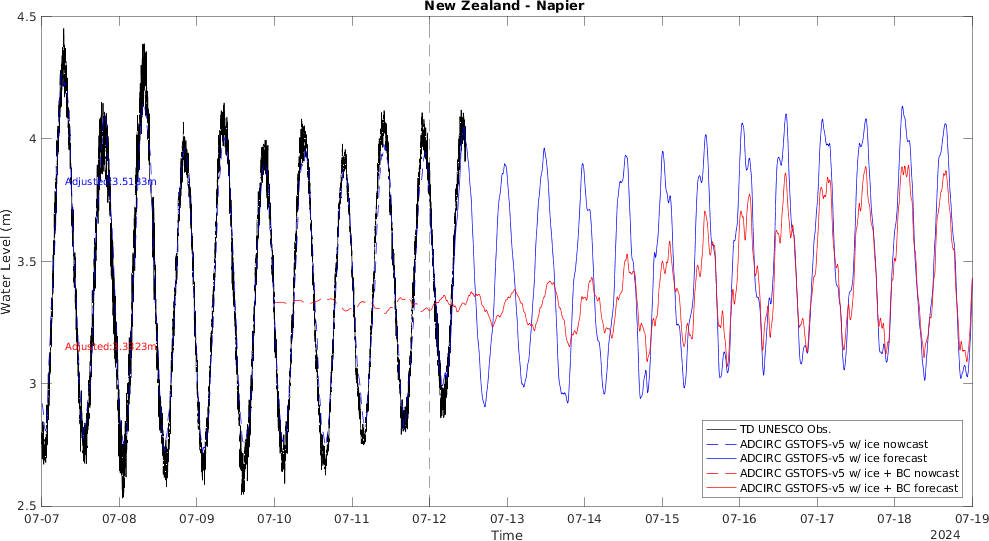 New Zealand - Napier
4.5
4
3.5
3
2.5
Water Level (m)
Adjusted:3.5183m
TD UNESCO Obs.
ADCIRC GSTOFS-v5 w/ ice nowcast
ADCIRC GSTOFS-v5 w/ ice forecast
ADCIRC GSTOFS-v5 w/ ice + BC nowcast
ADCIRC GSTOFS-v5 w/ ice + BC forecast
07-07 07-08 07-09 07-10 07-11 07-12 07-13 07-14 07-15 07-16 07-17 07-18 07-19
Time
2024